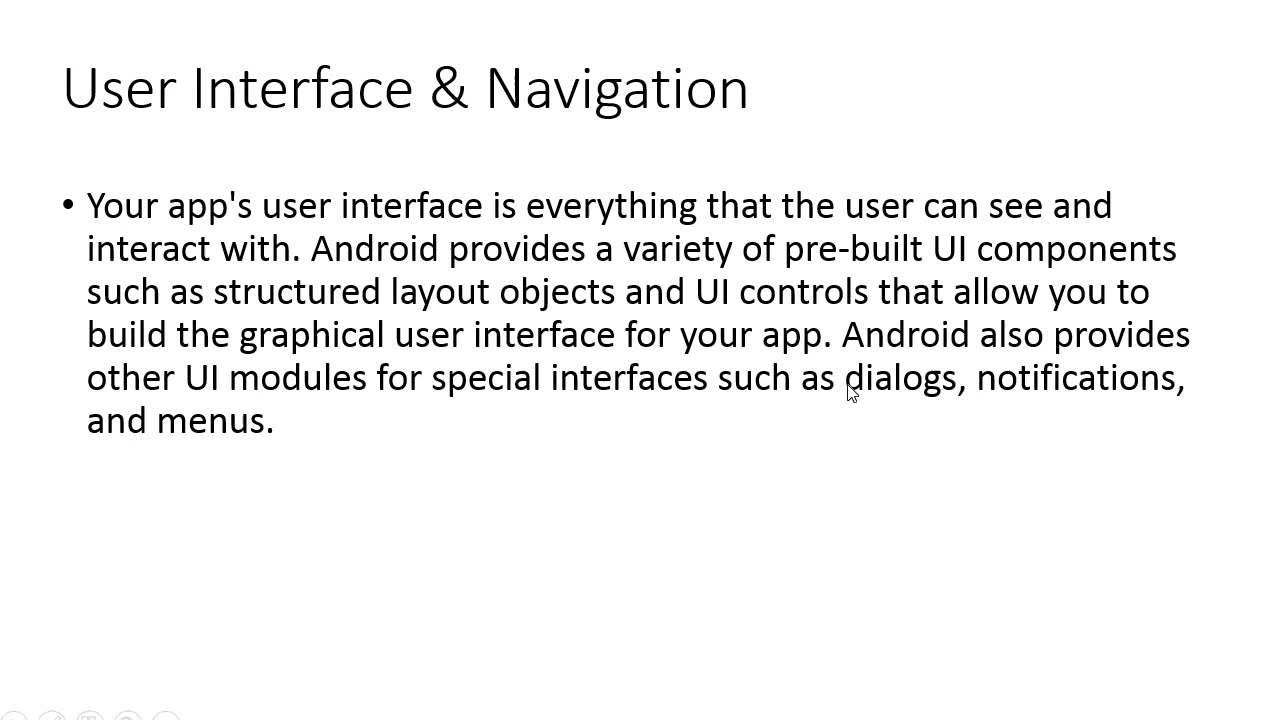 User Interface & Navigation
• Your app's user interface is everything that the user can see and
interact with. Android provides a variety of pre-built UI components
such as structured layout objects and UI controls that allow you to
build the graphical user interface for your app. Android also provides
other UI modules for special interfaces such as dialogs, notifications,
and menus.